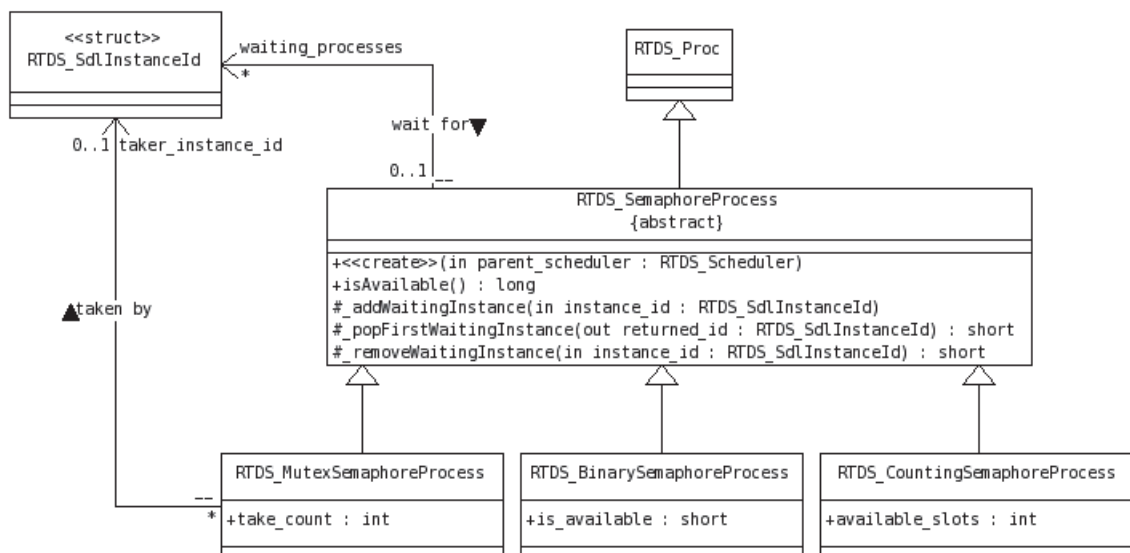 <<struct>>
RTDS_SdlInstanceId
waiting_processes
*
RTDS_Proc
wait for
0..1 taker_instance_id
0..1 __
RTDS_SemaphoreProcess
{abstract}
+<<create>>(in parent_scheduler : RTDS_Scheduler)
+isAvailable() : long
#_addWaitingInstance(in instance_id : RTDS_SdlInstanceId)
#_popFirstWaitingInstance(out returned_id : RTDS_SdlInstanceId) : short
#_removeWaitingInstance(in instance_id : RTDS_SdlInstanceId) : short
taken by
RTDS_MutexSemaphoreProcess
RTDS_BinarySemaphoreProcess
RTDS_CountingSemaphoreProcess
__
*
+take_count : int
+is_available : short
+available_slots : int